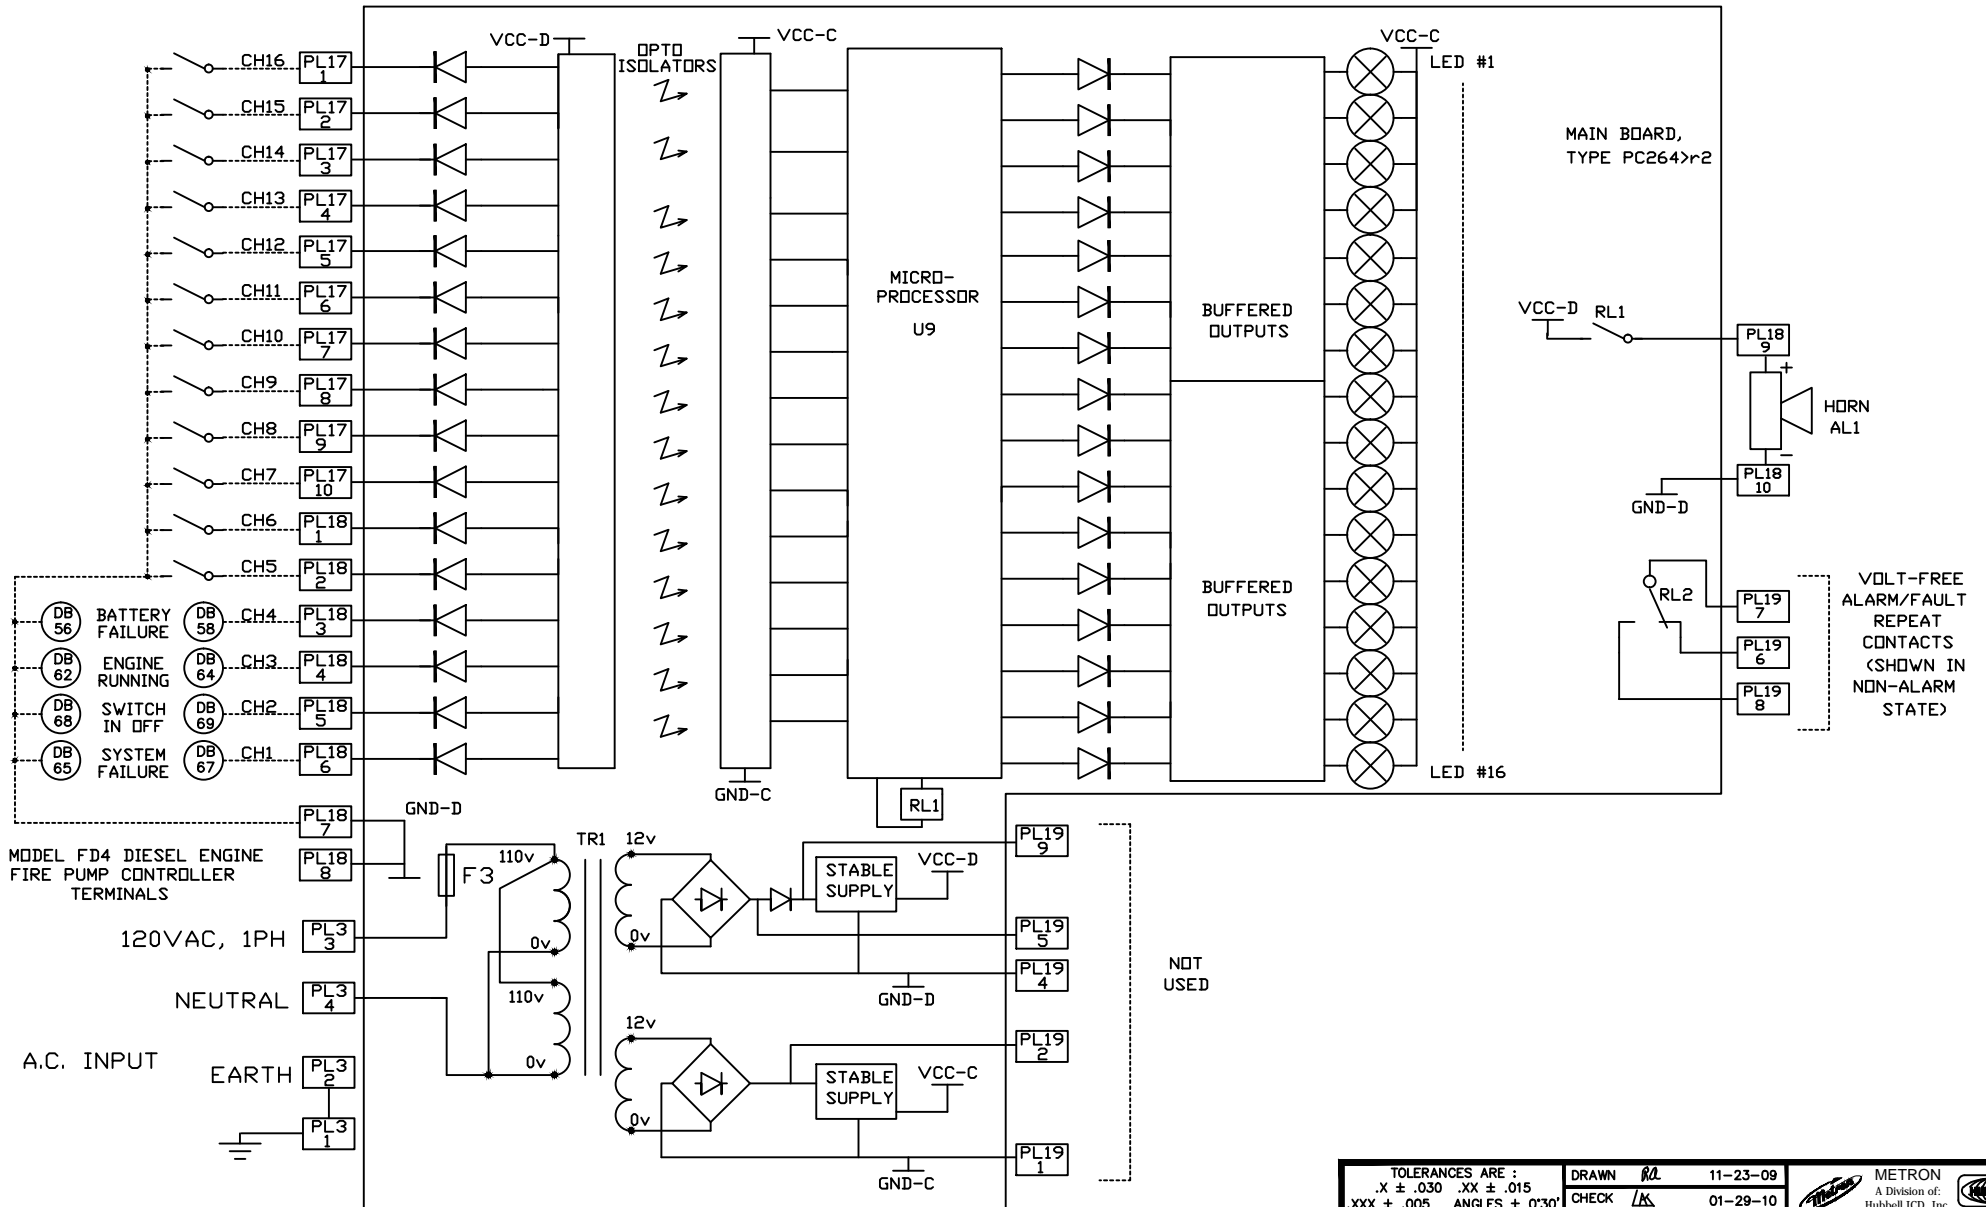 VCC-D
OPTO
ISOLATORS
VCC-C
VCC-C
LED #1
CH16 PL17 1
CH15 PL17 2
CH14 PL17 3
CH13 PL17 4
CH12 PL17 5
CH11 PL17 6
CH10 PL17 7
CH9 PL17 8
CH8 PL17 9
CH7 PL17 10
CH6 PL18 1
CH5 PL18 2
DB 56 BATTERY FAILURE DB 58 CH4 PL18 3
DB 62 ENGINE RUNNING DB 64 CH3 PL18 4
DB 68 SWITCH IN OFF DB 69 CH2 PL18 5
DB 65 SYSTEM FAILURE DB 67 CH1 PL18 6
PL18 7
GND-D
PL18 8
MODEL FD4 DIESEL ENGINE
FIRE PUMP CONTROLLER
TERMINALS
MICRO-
PROCESSOR
U9
RL1
GND-C
BUFFERED
OUTPUTS
BUFFERED
OUTPUTS
LED #16
MAIN BOARD,
TYPE PC264>r2
VCC-D RL1
PL18 9
+
HORN
AL1
-
PL18 10
GND-D
RL2
PL19 7
PL19 6
PL19 8
VOLT-FREE
ALARM/FAULT
REPEAT
CONTACTS
(SHOWN IN
NON-ALARM
STATE)
120VAC, 1PH PL3 3
NEUTRAL PL3 4
A.C. INPUT
EARTH PL3 2
PL3 1
F3
110v
0v
110v
0v
TR1
12v
0v
STABLE
SUPPLY
VCC-D
GND-D
12v
0v
STABLE
SUPPLY
VCC-C
GND-C
PL19 9
PL19 5
PL19 4
PL19 2
PL19 1
NOT
USED
TOLERANCES ARE :
.X ± .030 .XX ± .015
.XXX ± .005 ANGLES ± 0°30'
DRAWN 11-23-09
CHECK 01-29-10
Metron
METRON
A Division of:
Hubbell ICD, Inc